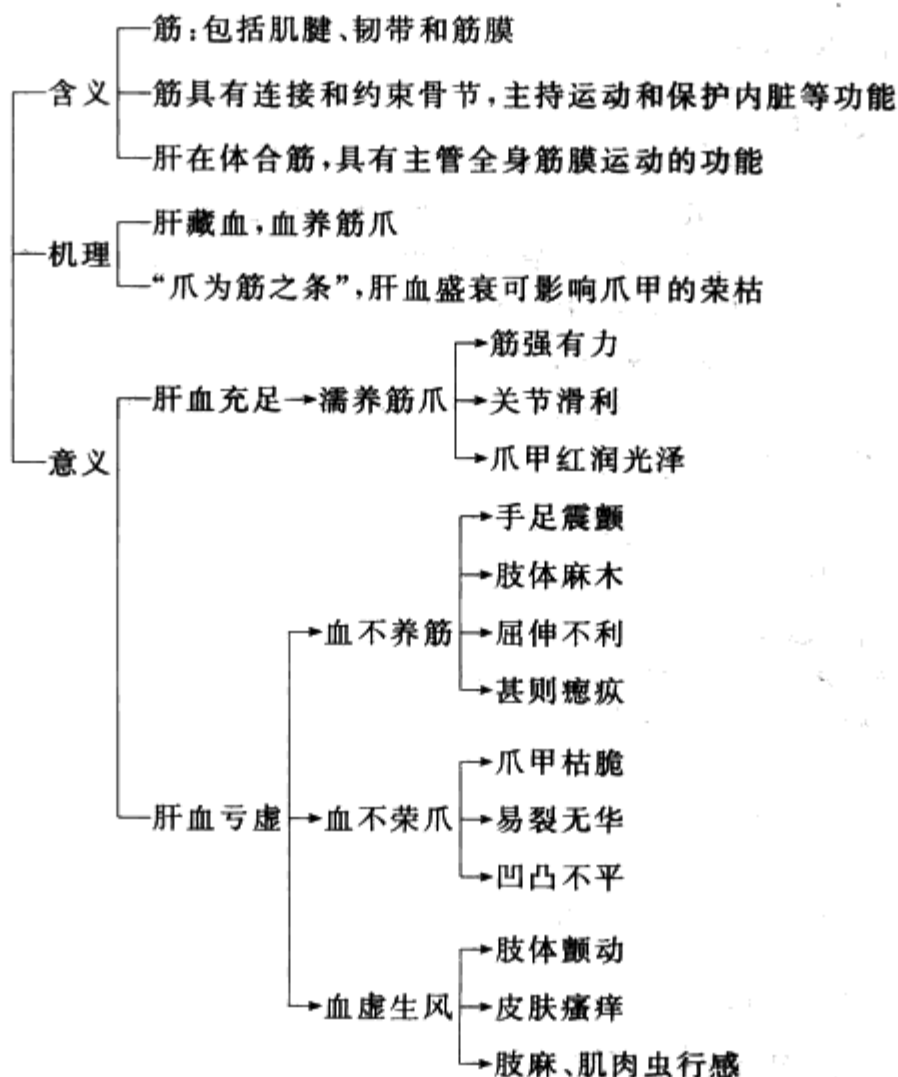 筋:包括肌腱、韧带和筋膜
含义
筋具有连接和约束骨节,主持运动和保护内脏等功能
肝在体合筋,具有主管全身筋膜运动的功能
肝藏血,血养筋爪
机理
“爪为筋之条”,肝血盛衰可影响爪甲的荣枯
筋强有力
肝血充足
濡养筋爪
关节滑利
意义
爪甲红润光泽
手足震颤
肢体麻木
血不养筋
屈伸不利
甚则瘛疭
爪甲枯脆
肝血亏虚
血不荣爪
易裂无华
凹凸不平
肢体颤动
血虚生风
皮肤瘙痒
肢麻、肌肉虫行感